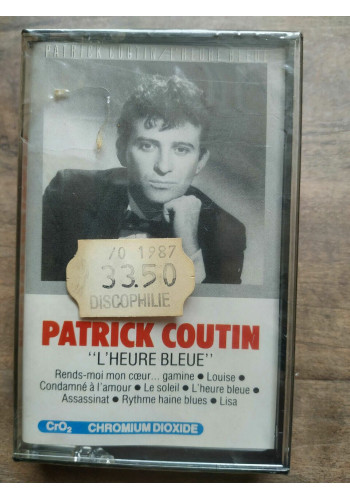 PATRICK COUTIN/L'HEURE BLEUE
/0 1987
33.50
DISCOPHILIE
PATRICK COUTIN
"L'HEURE BLEUE"
Rends-moi mon cœur... gamine ● Louise ●
Condamné à l'amour ● Le soleil ● L'heure bleue ●
Assassinat ● Rythme haine blues ● Lisa
CrO₂ CHROMIUM DIOXIDE